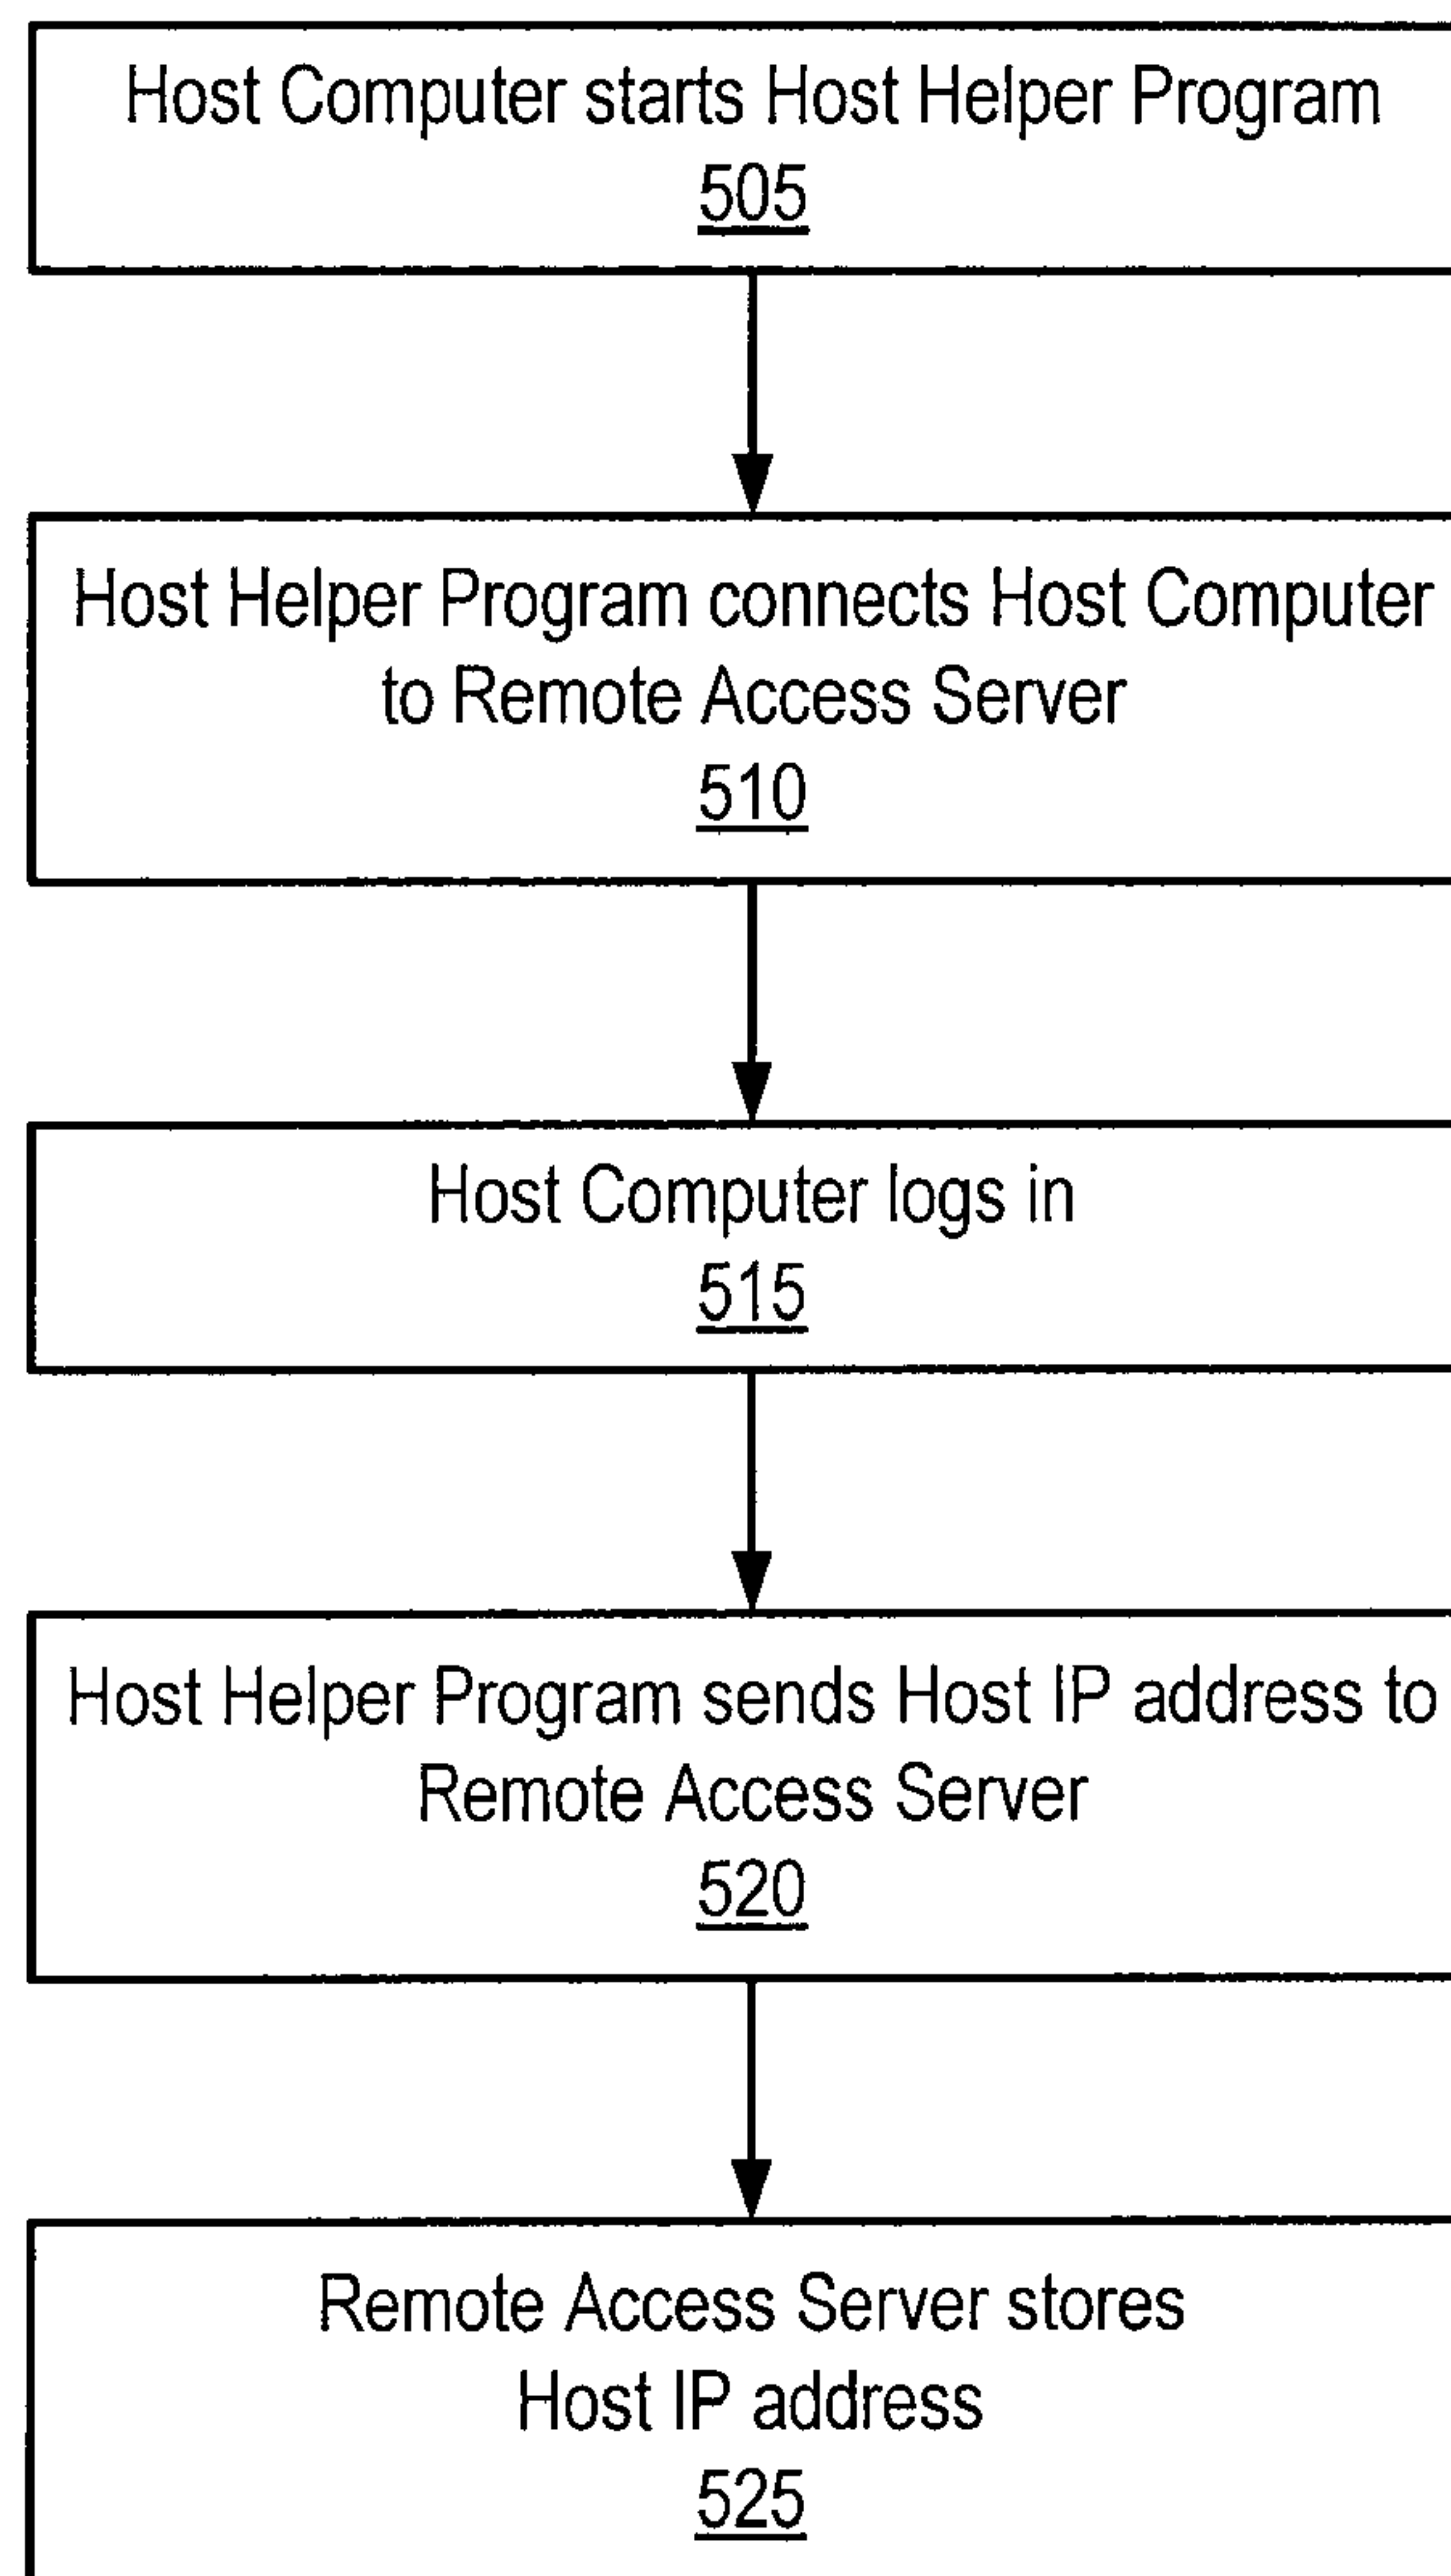 Host Computer starts Host Helper Program
505
Host Helper Program connects Host Computer
to Remote Access Server
510
Host Computer logs in
515
Host Helper Program sends Host IP address to
Remote Access Server
520
Remote Access Server stores
Host IP address
525